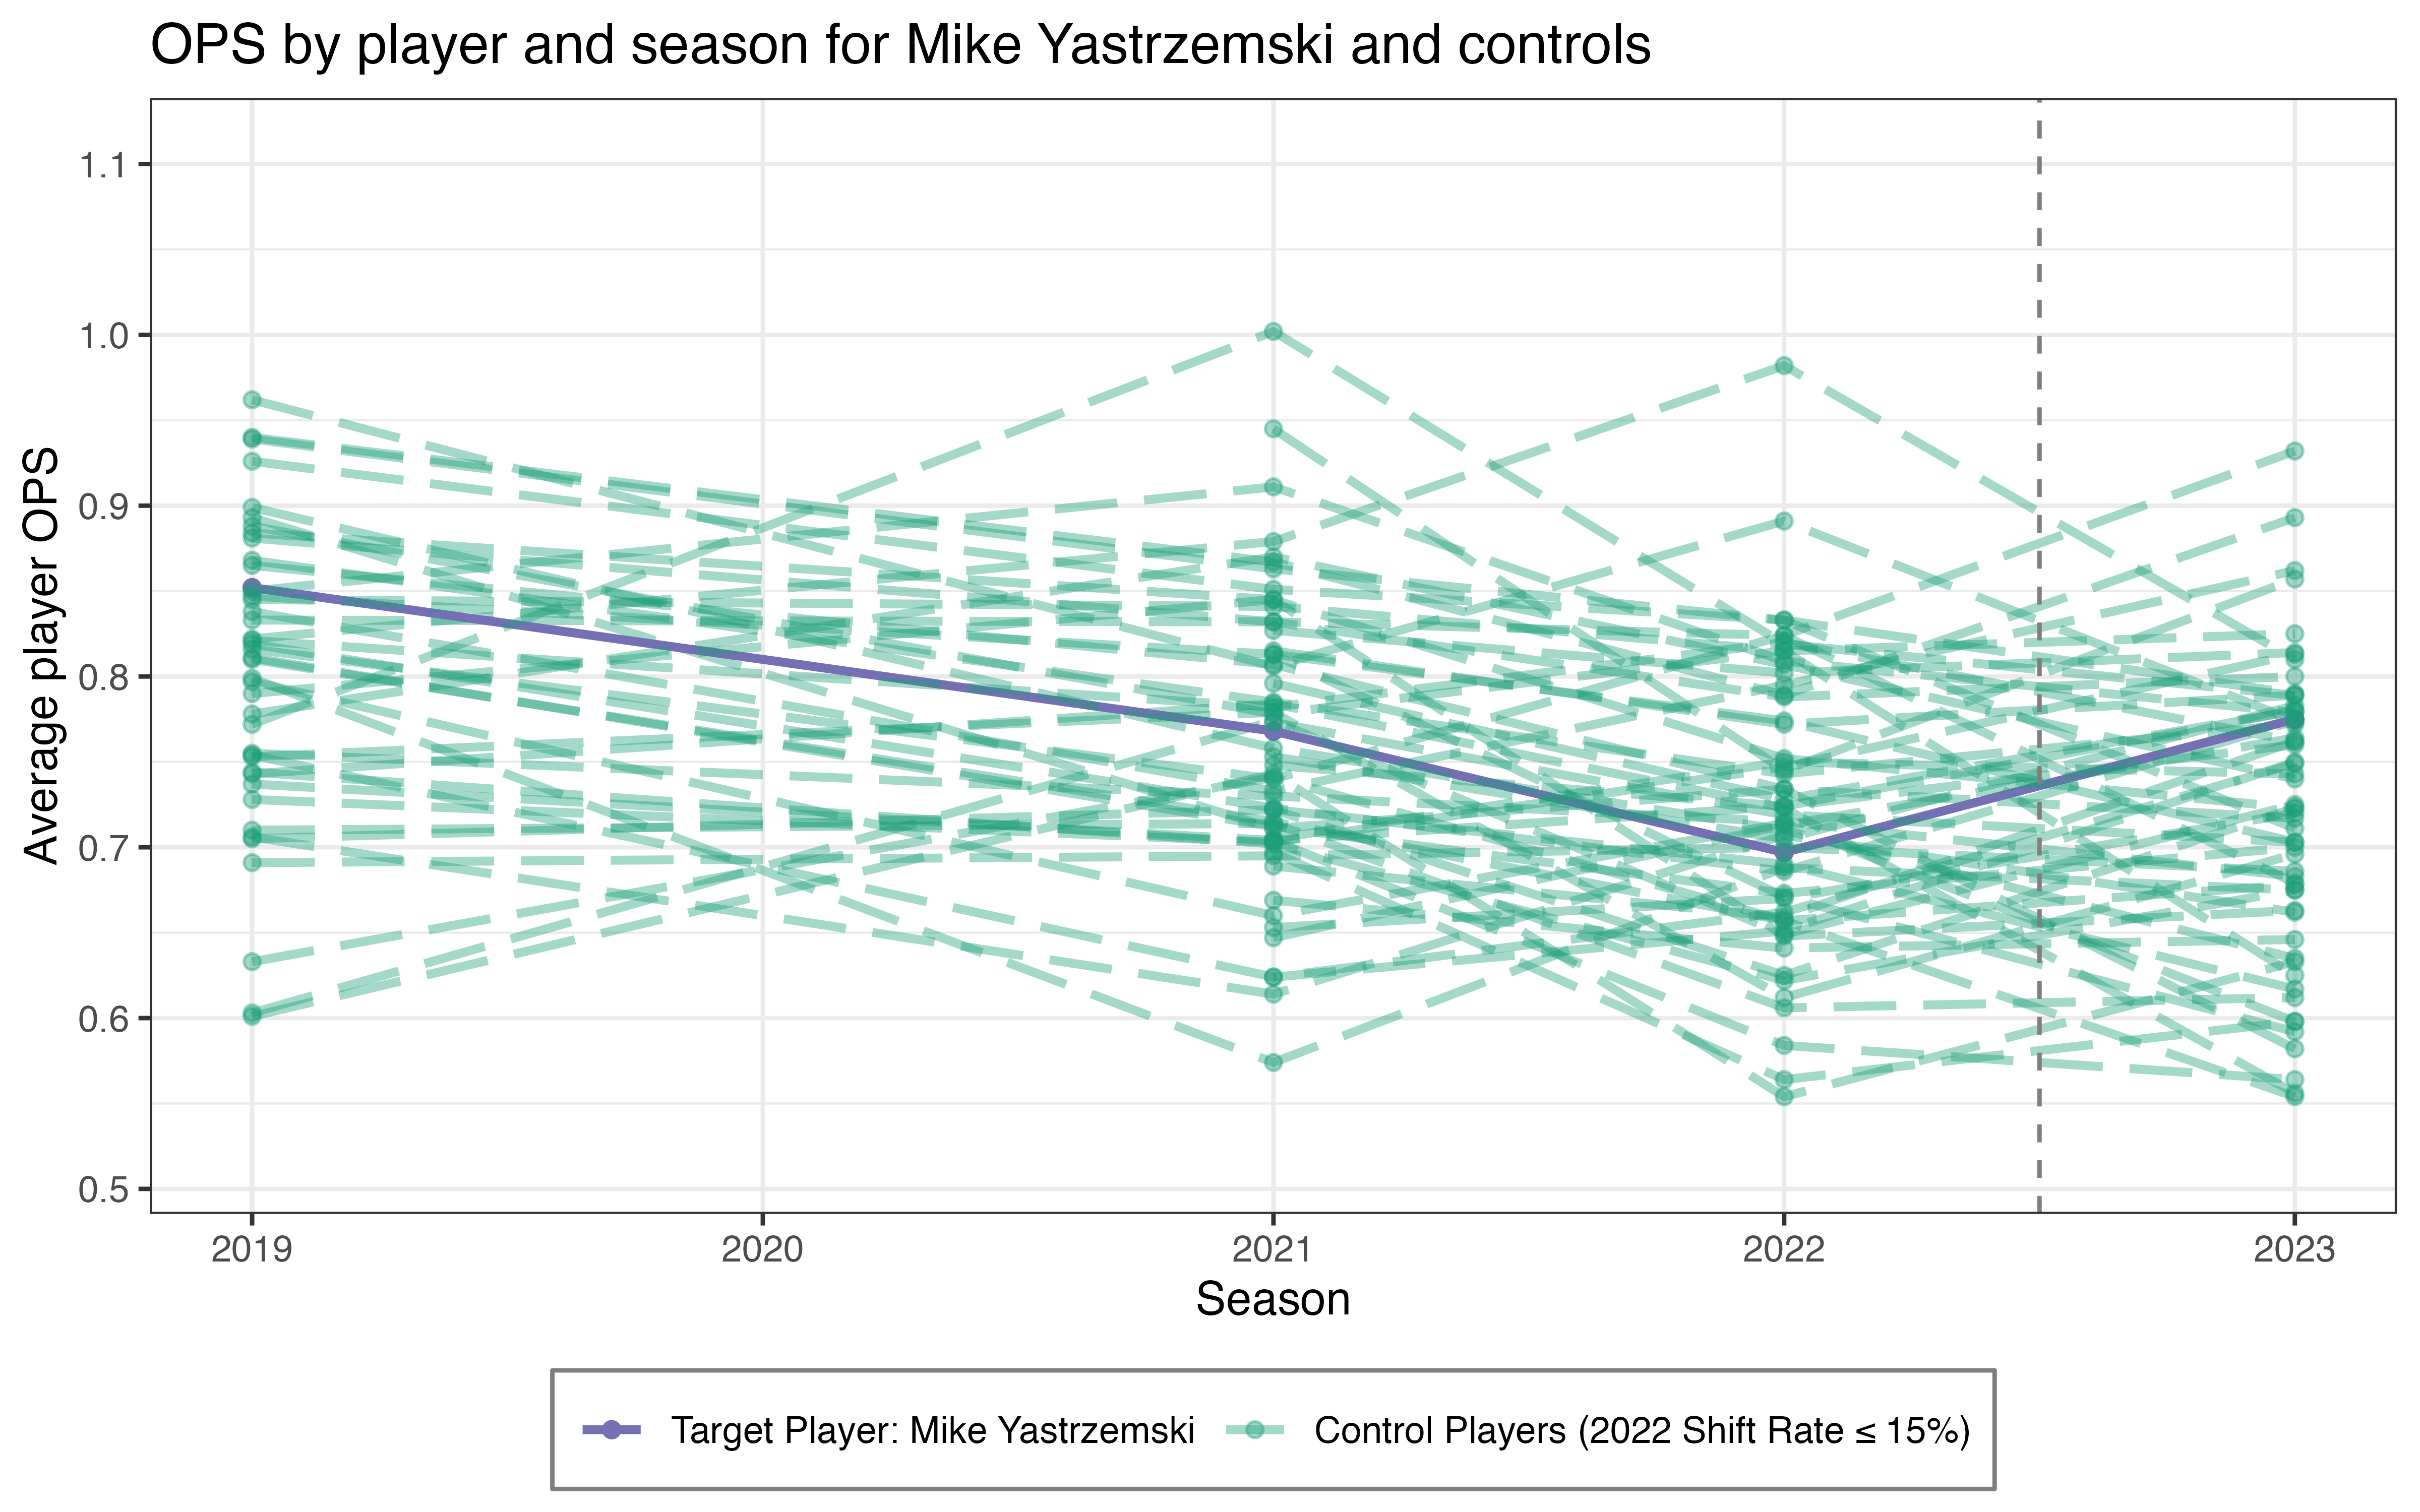 OPS by player and season for Mike Yastrzemski and controls
Average player OPS
1.1
1.0
0.9
0.8
0.7
0.6
0.5
2019 2020 2021 2022 2023
Season
Target Player: Mike Yastrzemski Control Players (2022 Shift Rate ≤ 15%)